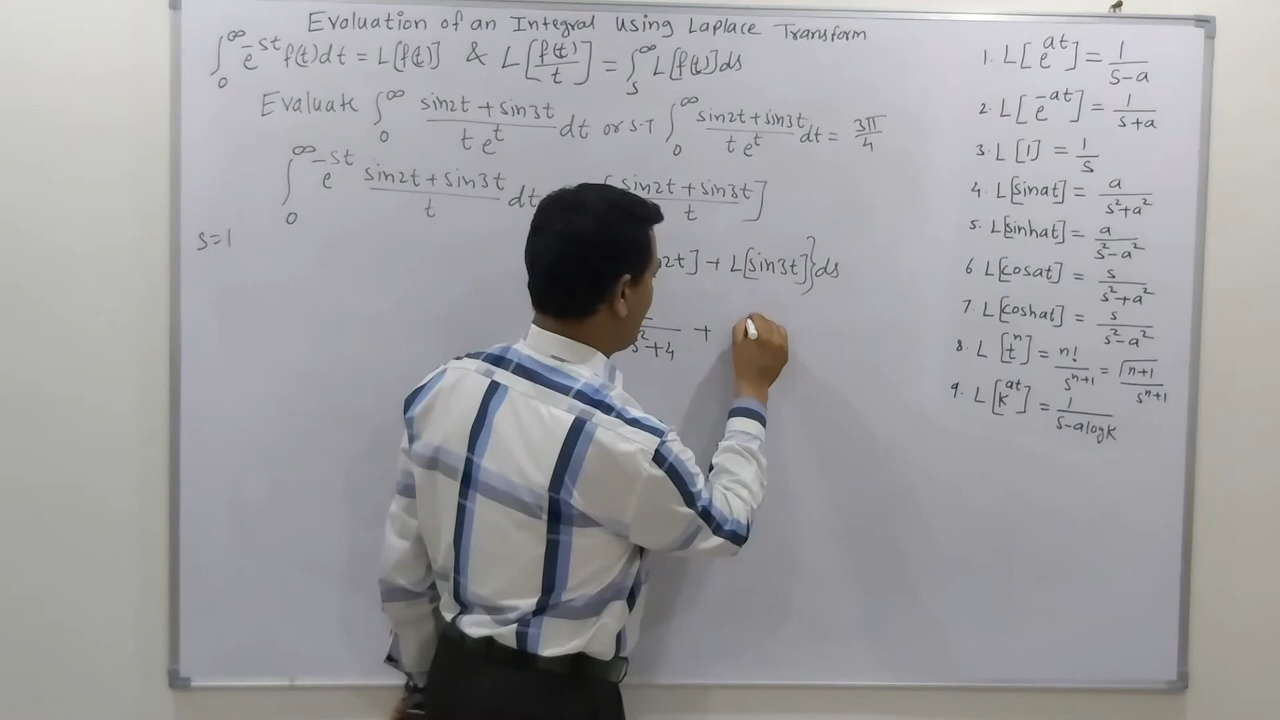 Evaluation of an Integral Using Laplace Transform
∫₀^∞ e^{-st} f(t) dt = L[f(t)] & L[f(t)/t] = ∫_s^∞ L[f(t)] ds
Evaluate ∫₀^∞ (sin2t + sin3t)/(t e^t) dt or S.T ∫₀^∞ (sin2t + sin3t)/(t e^t) dt = 3π/4
∫₀^∞ e^{-st} (sin2t + sin3t)/t dt (sin2t + sin3t)/t]
s=1
2t] + L[sin3t]} ds
s²+4 +
1. L[e^{at}] = 1/(s-a)
2. L[e^{-at}] = 1/(s+a)
3. L[1] = 1/s
4. L[sinat] = a/(s²+a²)
5. L[sinhat] = a/(s²-a²)
6 L[cosat] = s/(s²+a²)
7. L[coshat] = s/(s²-a²)
8. L[t^n] = n!/s^{n+1} = Γ(n+1)/s^{n+1}
9. L[k^{at}] = 1/(s-alogk)